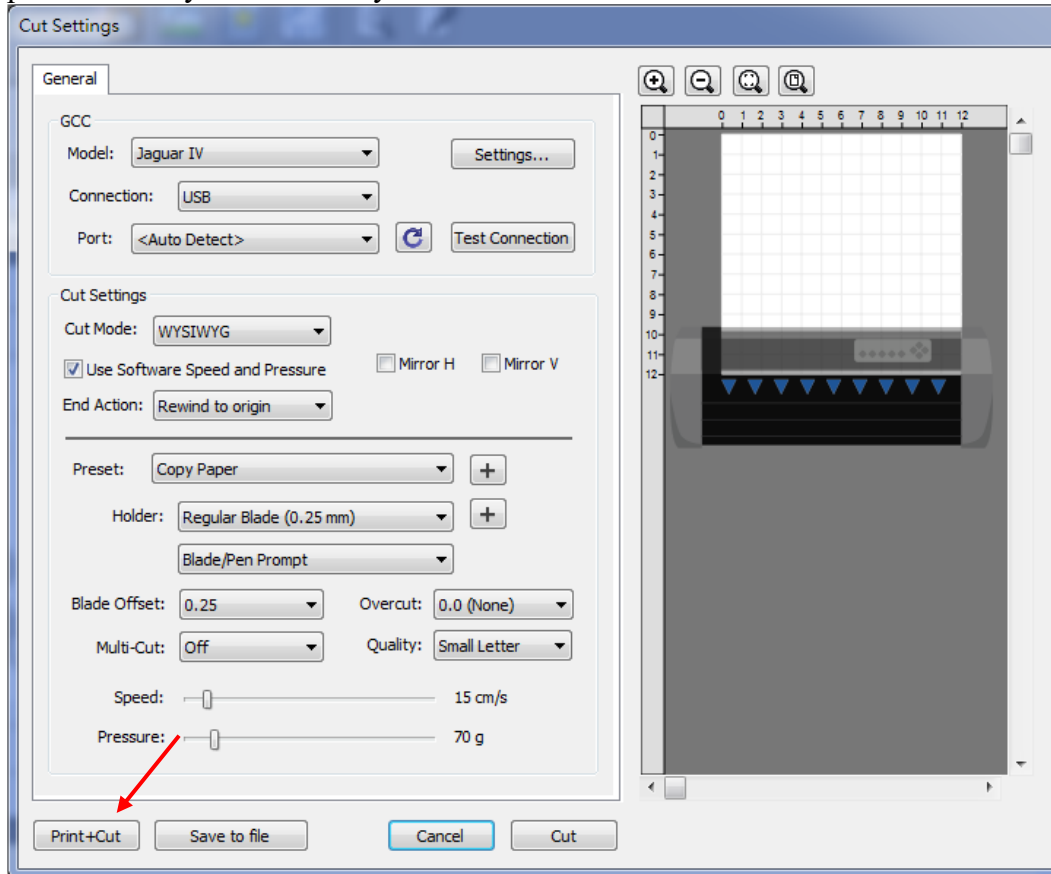 Cut Settings
General
GCC
Model: Jaguar IV Settings...
Connection: USB
Port: <Auto Detect> Test Connection
Cut Settings
Cut Mode: WYSIWYG
Use Software Speed and Pressure Mirror H Mirror V
End Action: Rewind to origin
Preset: Copy Paper +
Holder: Regular Blade (0.25 mm) +
Blade/Pen Prompt
Blade Offset: 0.25 Overcut: 0.0 (None)
Multi-Cut: Off Quality: Small Letter
Speed: 15 cm/s
Pressure: 70 g
Print+Cut Save to file Cancel Cut
0 1 2 3 4 5 6 7 8 9 10 11 12
0
1
2
3
4
5
6
7
8
9
10
11
12